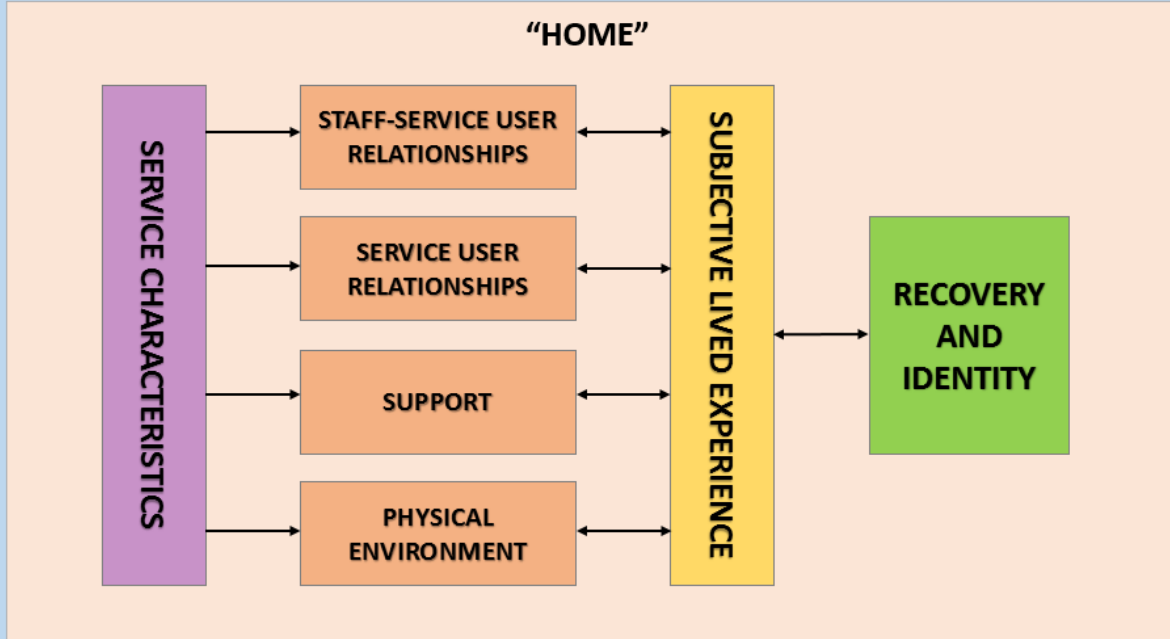 “HOME”
SERVICE CHARACTERISTICS
STAFF-SERVICE USER
RELATIONSHIPS
SERVICE USER
RELATIONSHIPS
SUPPORT
PHYSICAL
ENVIRONMENT
SUBJECTIVE LIVED EXPERIENCE
RECOVERY
AND
IDENTITY